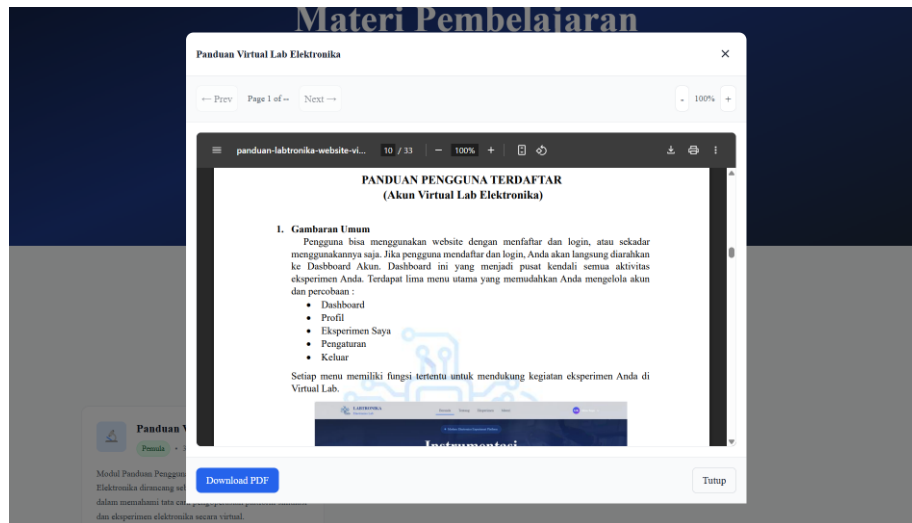 Materi Pembelajaran
Panduan Virtual Lab Elektronika
×
← Prev Page 1 of -- Next →
- 100% +
panduan-labtronika-website-vi... 10 / 33 − 100% +
PANDUAN PENGGUNA TERDAFTAR
(Akun Virtual Lab Elektronika)
1. Gambaran Umum
Pengguna bisa menggunakan website dengan menfaftar dan login, atau sekadar
menggunakannya saja. Jika pengguna mendaftar dan login, Anda akan langsung diarahkan
ke Dasbboard Akun. Dashboard ini yang menjadi pusat kendali semua aktivitas
eksperimen Anda. Terdapat lima menu utama yang memudahkan Anda mengelola akun
dan percobaan :
• Dashboard
• Profil
• Eksperimen Saya
• Pengaturan
• Keluar
Setiap menu memiliki fungsi tertentu untuk mendukung kegiatan eksperimen Anda di
Virtual Lab.
LABTRONIKA
Instrumentasi
Panduan V
Pemula
Modul Panduan Penggun
Elektronika dirancang se
dalam memahami tata ca
dan eksperimen elektronika secara virtual.
Download PDF
Tutup